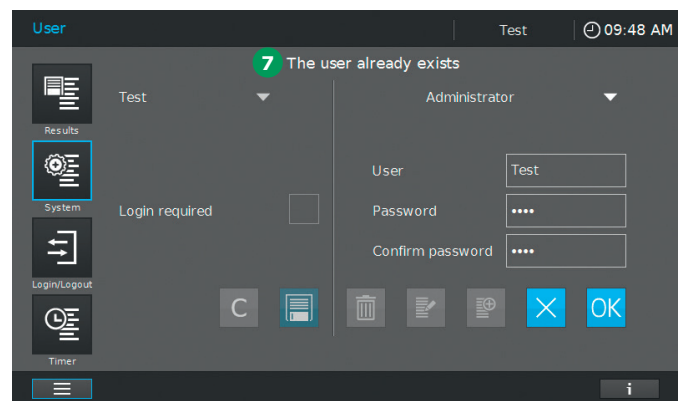 User
Test
09:48 AM
7 The user already exists
Test
Administrator
Results
User
Test
System
Login required
Password
••••
Confirm password
••••
Login/Logout
C
X
OK
Timer
i